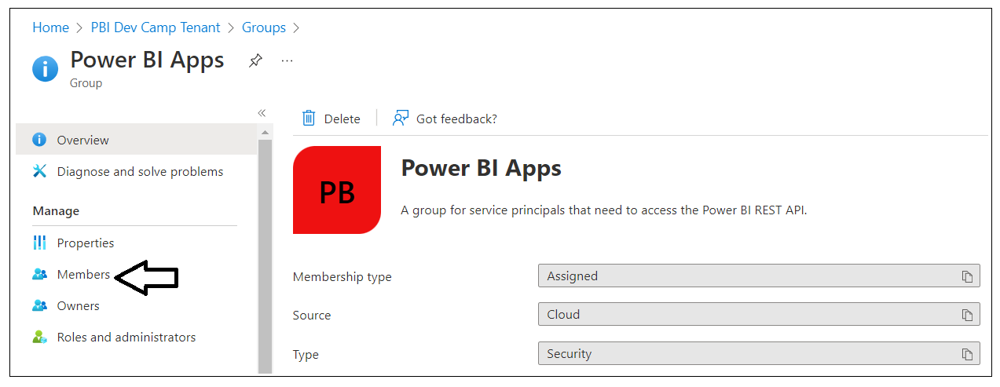 Home > PBI Dev Camp Tenant > Groups >
Power BI Apps ...
Group
«
Overview
Diagnose and solve problems
Manage
Properties
Members
Owners
Roles and administrators
Delete
Got feedback?
PB
Power BI Apps
A group for service principals that need to access the Power BI REST API.
Membership type
Assigned
Source
Cloud
Type
Security